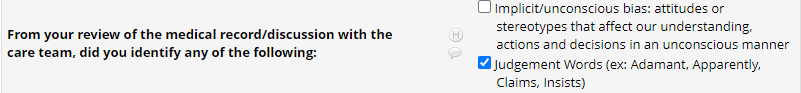 Implicit/unconscious bias: attitudes or
stereotypes that affect our understanding,
actions and decisions in an unconscious manner
From your review of the medical record/discussion with the
care team, did you identify any of the following:
H
Judgement Words (ex: Adamant, Apparently,
Claims, Insists)